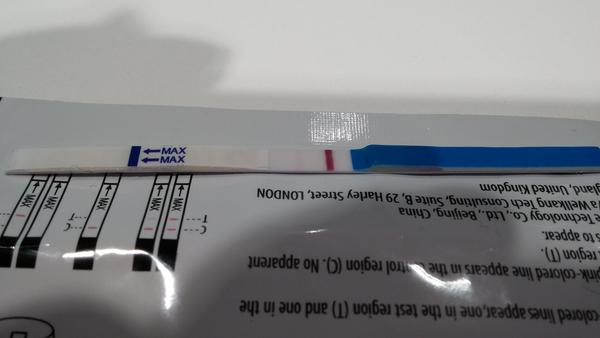 MAX
MAX
colored lines appear,one in the test region (T) and one in the
pink-colored line appears in the control region (C). No apparent
region (T).
s to appear.
e Technology Co.,Ltd., Beijing,China
Wellkang Tech Consulting, Suite B, 29 Harley Street, LONDON
gland, United Kingdom
C
T
MAX
MAX
MAX
MAX
MAX
C
T